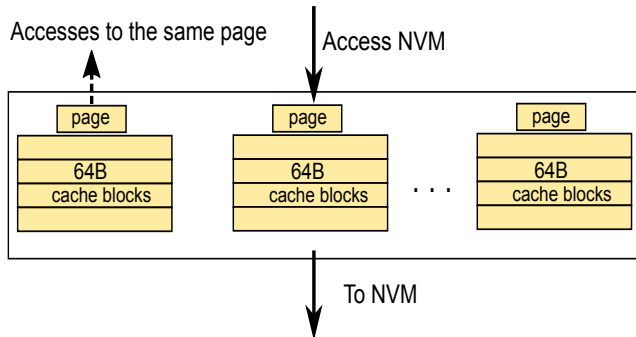 Accesses to the same page
Access NVM
page
page
page
64B
cache blocks
64B
cache blocks
. . .
64B
cache blocks
To NVM